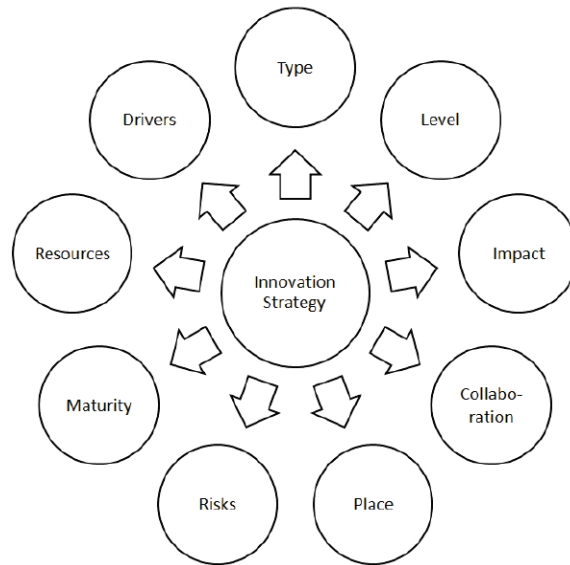 Type
Drivers
Level
Resources
Innovation
Strategy
Impact
Maturity
Collabo-
ration
Risks
Place